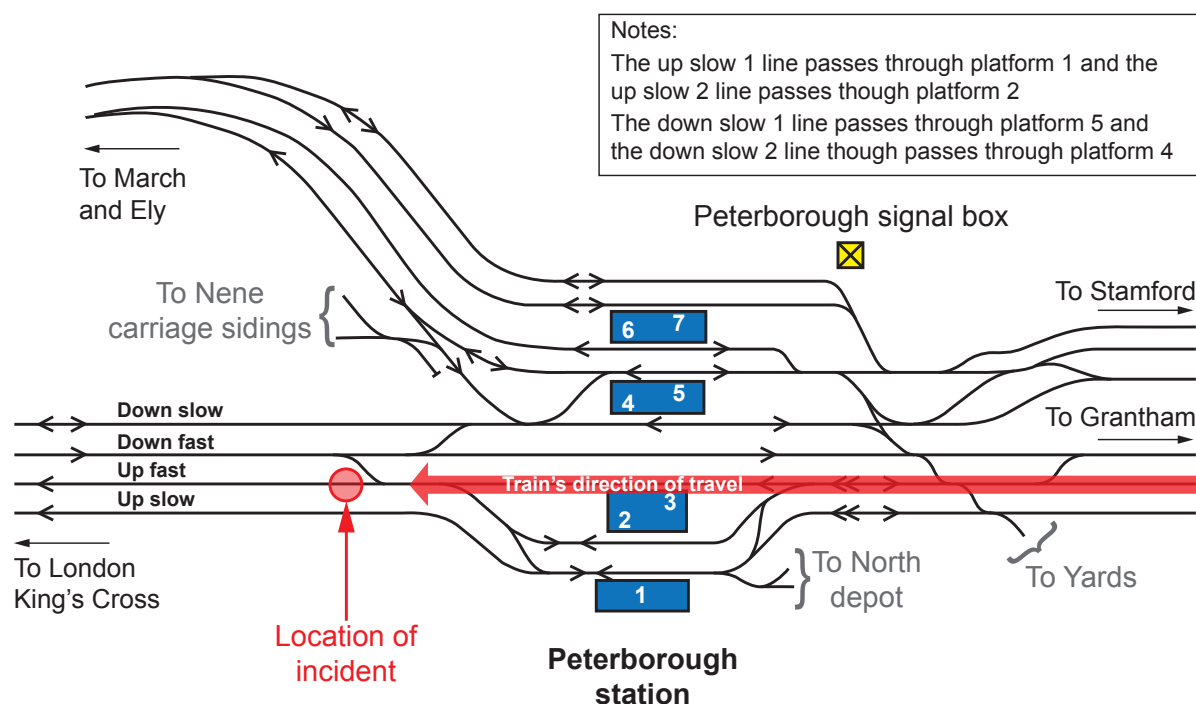 Notes:
The up slow 1 line passes through platform 1 and the
up slow 2 line passes though platform 2
The down slow 1 line passes through platform 5 and
the down slow 2 line though passes through platform 4
To March
and Ely
Peterborough signal box
To Nene
carriage sidings
To Stamford
6 7
4 5
Down slow
Down fast
To Grantham
Up fast
Train's direction of travel
Up slow
3
2
To London
King's Cross
To North
depot
To Yards
1
Location of
incident
Peterborough
station